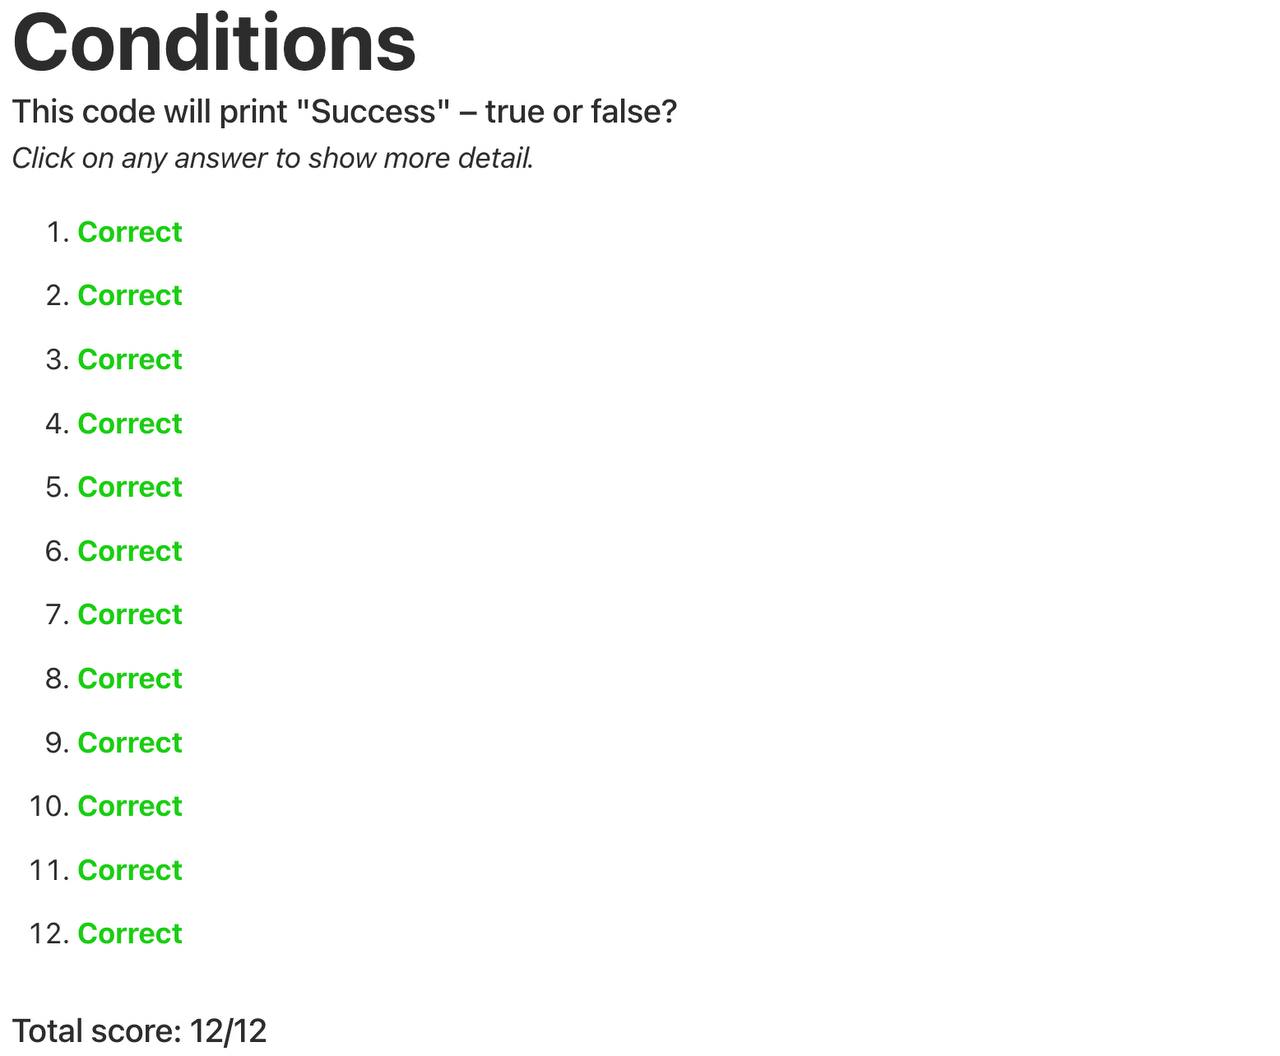 Conditions
This code will print "Success" – true or false?
Click on any answer to show more detail.
1. Correct
2. Correct
3. Correct
4. Correct
5. Correct
6. Correct
7. Correct
8. Correct
9. Correct
10. Correct
11. Correct
12. Correct
Total score: 12/12